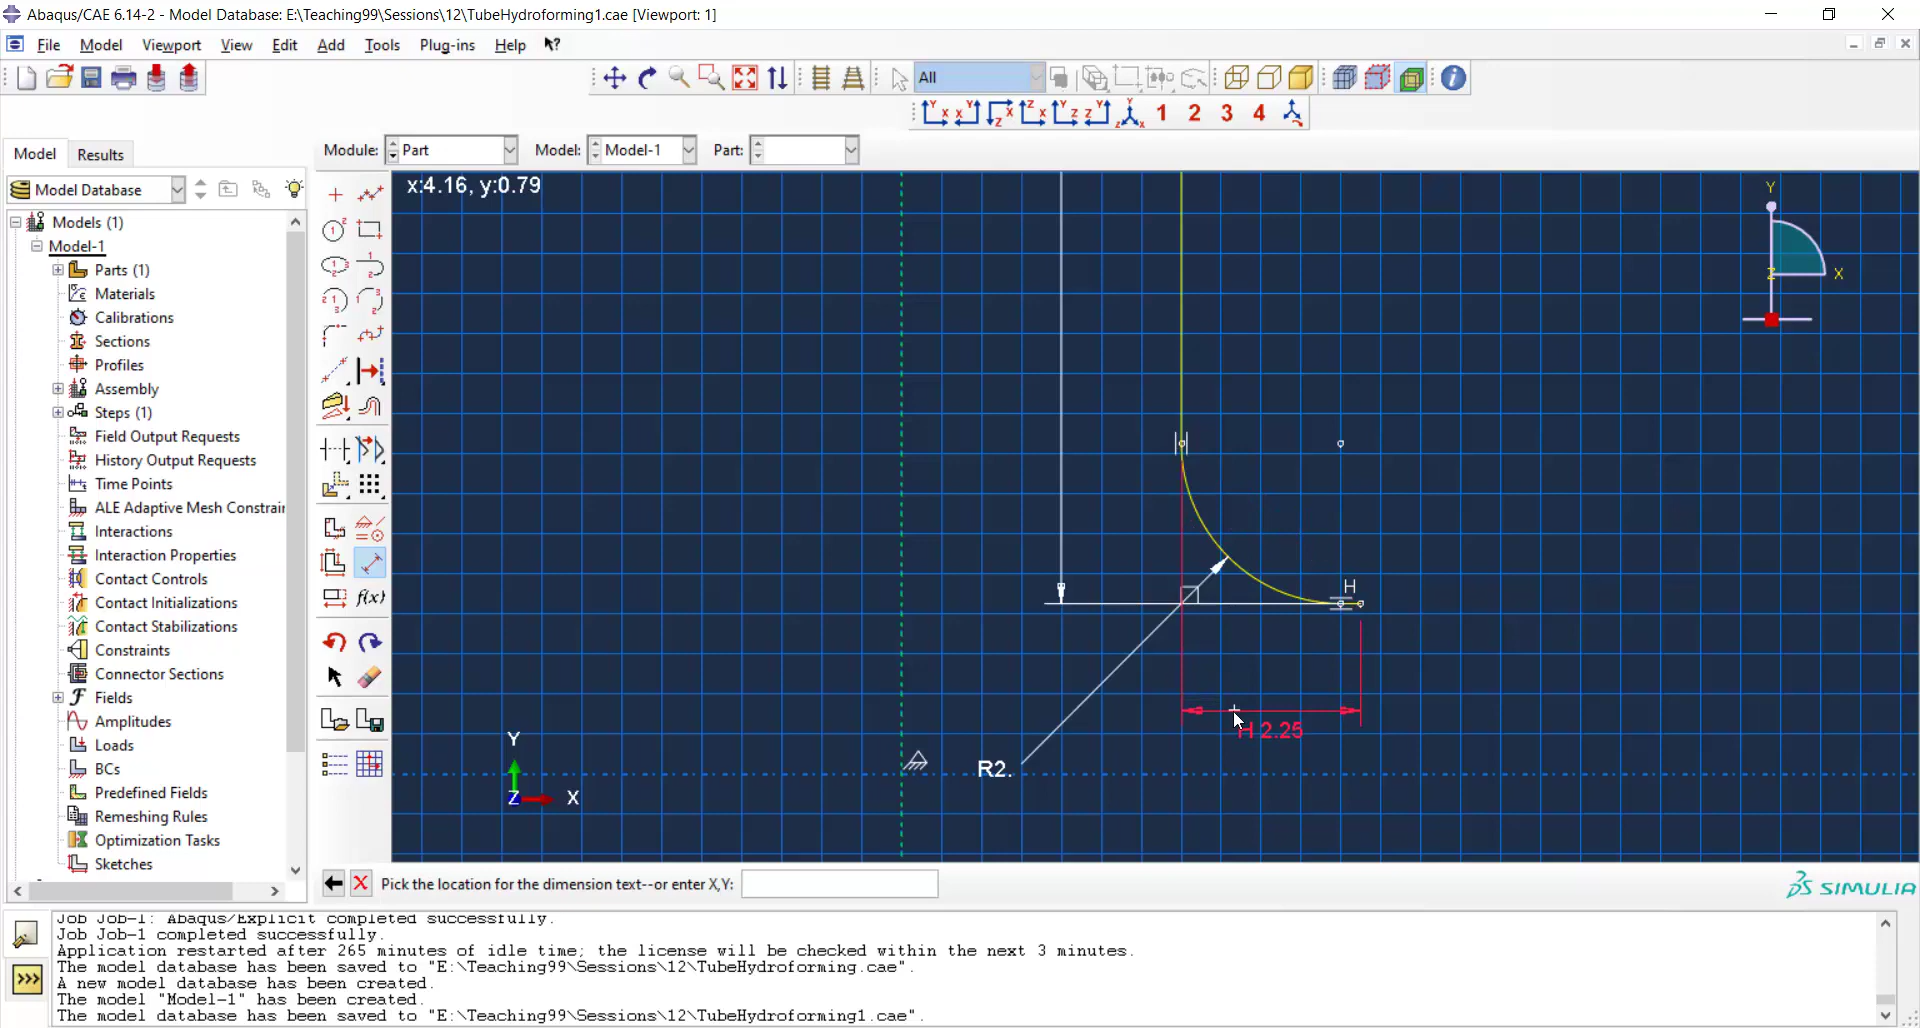 Abaqus/CAE 6.14-2 - Model Database: E:\Teaching99\Sessions\12\TubeHydroforming1.cae [Viewport: 1]
File Model Viewport View Edit Add Tools Plug-ins Help
All
1 2 3 4
Model Results
Module: Part Model: Model-1 Part:
Model Database
x:4.16, y:0.79
Models (1)
Model-1
Parts (1)
Materials
Calibrations
Sections
Profiles
Assembly
Steps (1)
Field Output Requests
History Output Requests
Time Points
ALE Adaptive Mesh Constrai
Interactions
Interaction Properties
Contact Controls
Contact Initializations
Contact Stabilizations
Constraints
Connector Sections
Fields
Amplitudes
Loads
BCs
Predefined Fields
Remeshing Rules
Optimization Tasks
Sketches
f(x)
Y
Z X
H
H 2.25
R2.
Y
Z X
Pick the location for the dimension text--or enter X,Y:
SIMULIA
Job Job-1: Abaqus/Explicit completed successfully.
Job Job-1 completed successfully.
Application restarted after 265 minutes of idle time; the license will be checked within the next 3 minutes.
The model database has been saved to "E:\Teaching99\Sessions\12\TubeHydroforming.cae".
A new model database has been created.
The model "Model-1" has been created.
The model database has been saved to "E:\Teaching99\Sessions\12\TubeHydroforming1.cae".